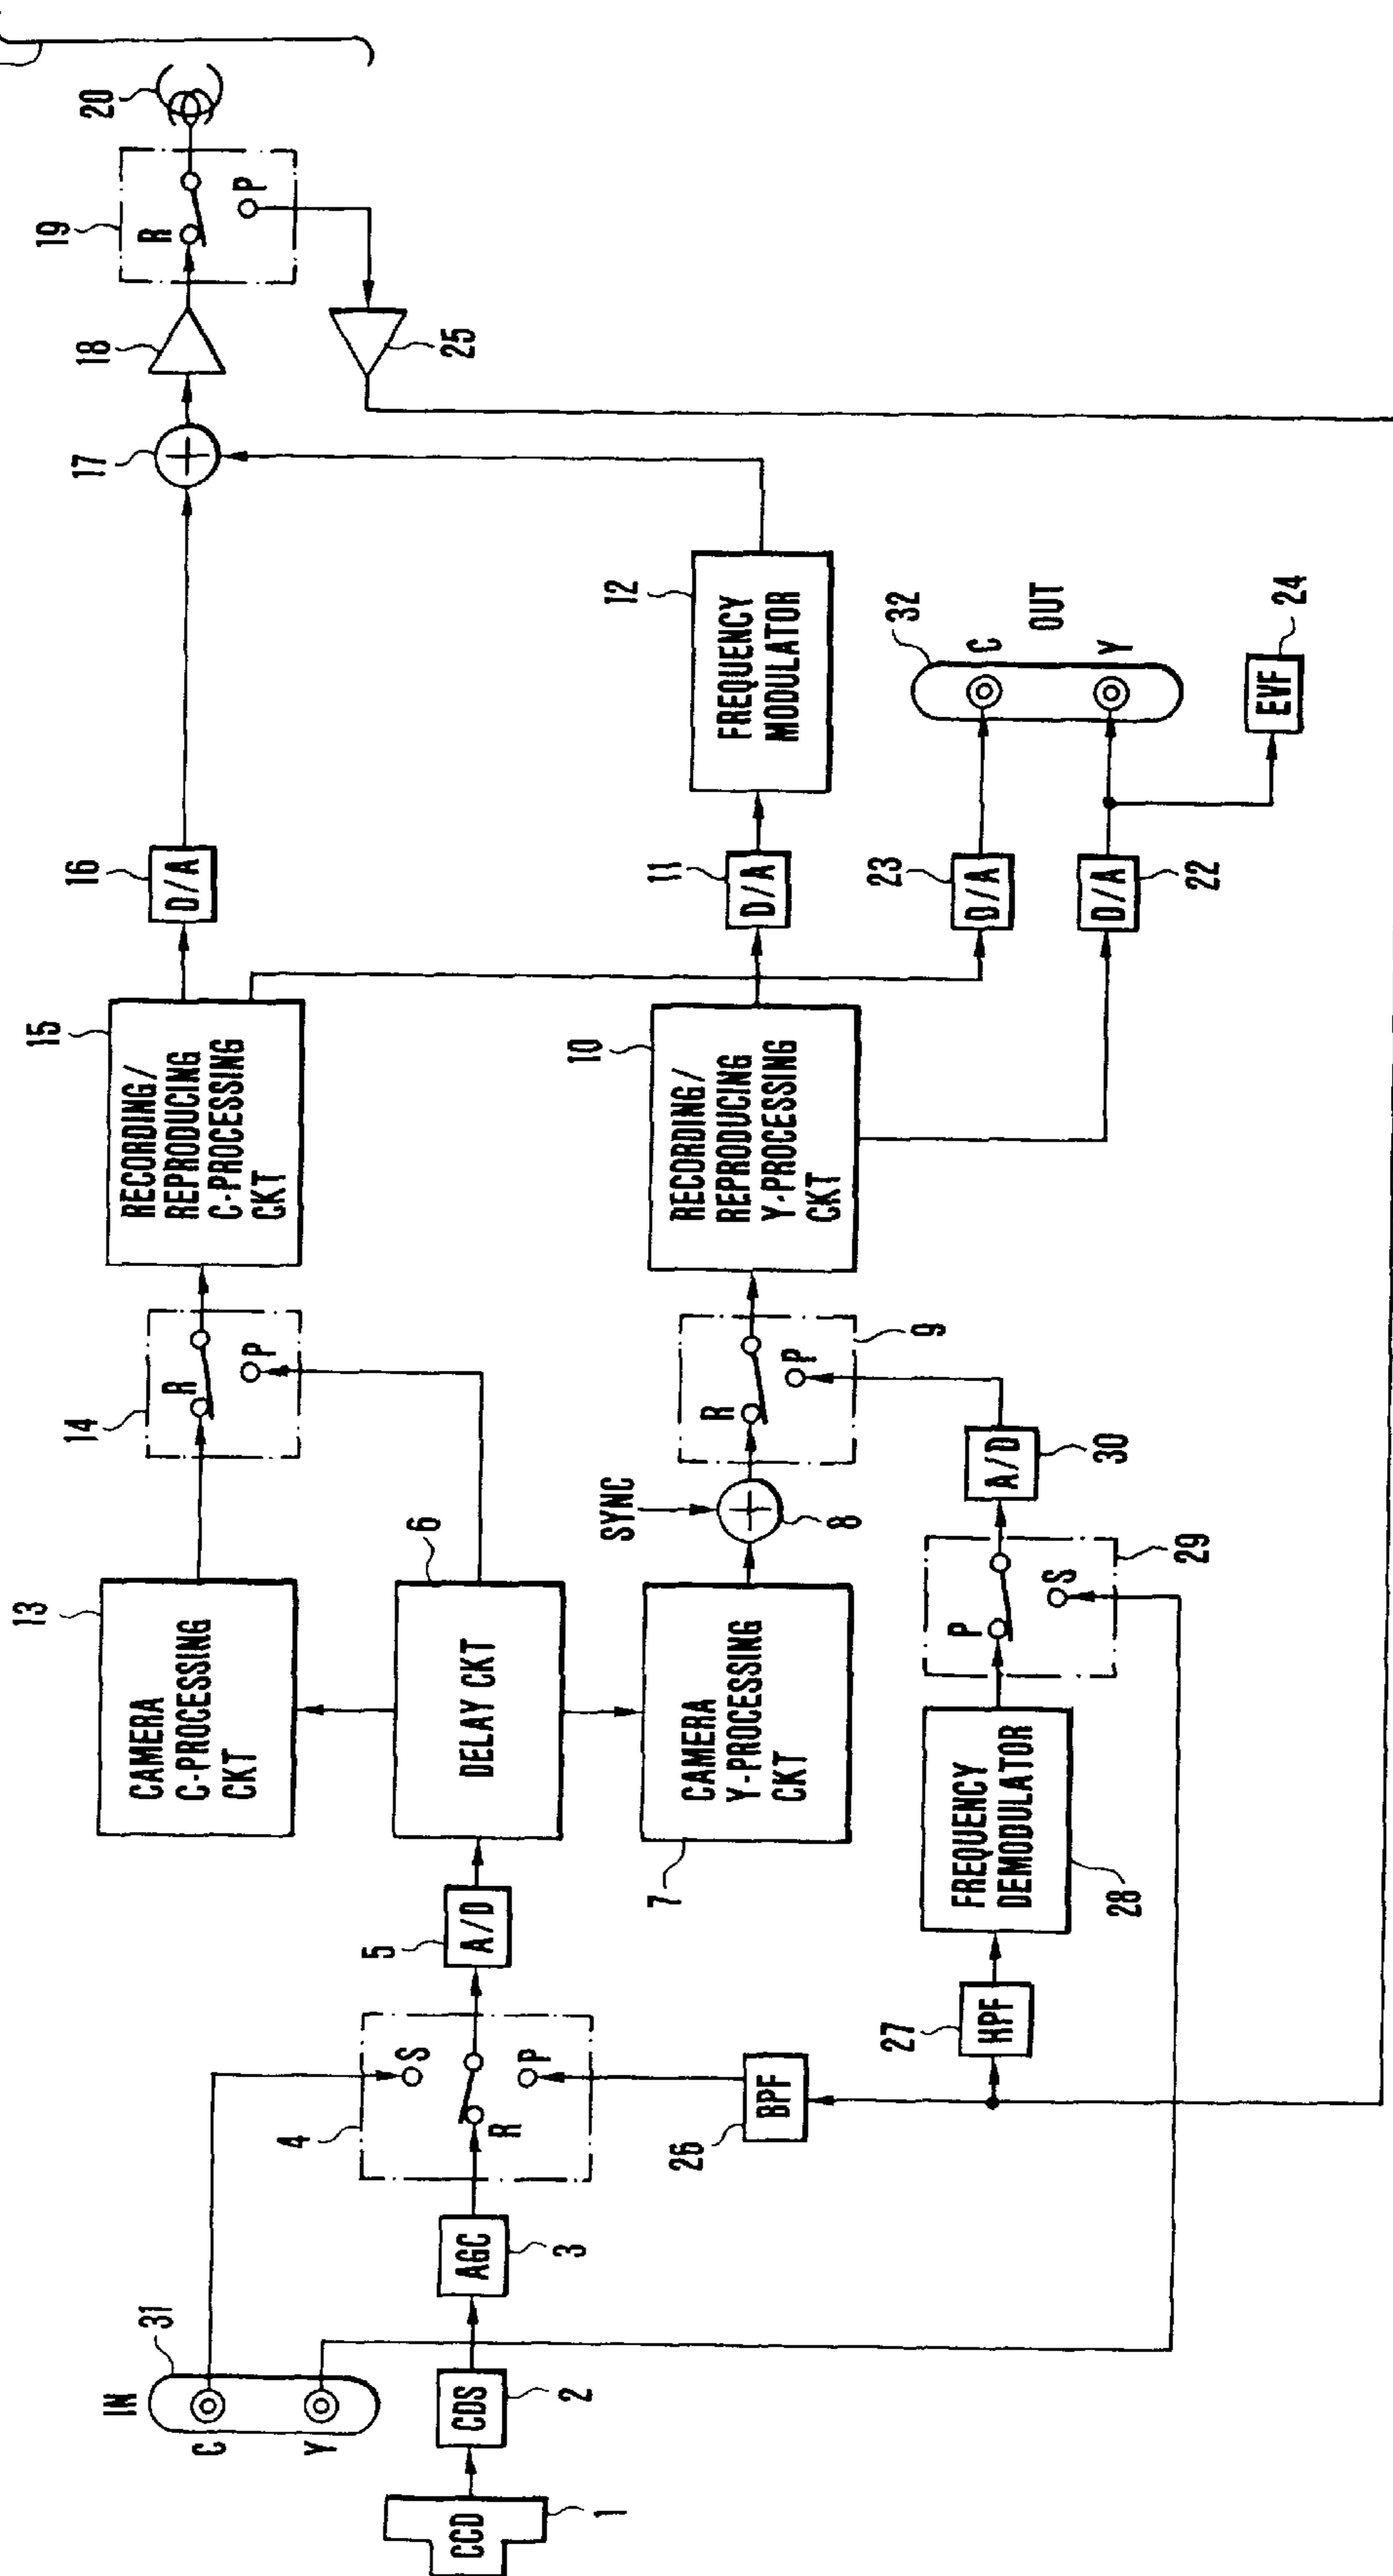 IN
31
C
Y
CCD
1
CDS
2
AGC
3
4
S
R
P
A/D
5
DELAY CKT
6
CAMERA
C-PROCESSING
CKT
13
14
R
P
RECORDING/
REPRODUCING
C-PROCESSING
CKT
15
D/A
16
17
18
19
R
P
20
25
CAMERA
Y-PROCESSING
CKT
7
SYNC
8
R
P
9
RECORDING/
REPRODUCING
Y-PROCESSING
CKT
10
D/A
11
FREQUENCY
MODULATOR
12
BPF
26
HPF
27
FREQUENCY
DEMODULATOR
28
P
S
29
A/D
30
D/A
23
D/A
22
32
C
Y
OUT
EVF
24